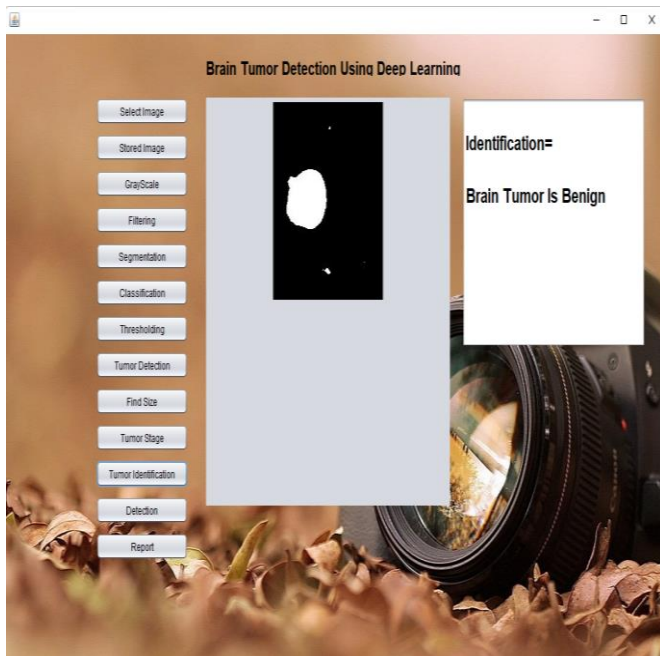 Brain Tumor Detection Using Deep Learning
Select Image
Stored Image
GrayScale
Filtering
Segmentation
Classification
Thresholding
Tumor Detection
Find Size
Tumor Stage
Tumor Identification
Detection
Report
Identification=
Brain Tumor Is Benign